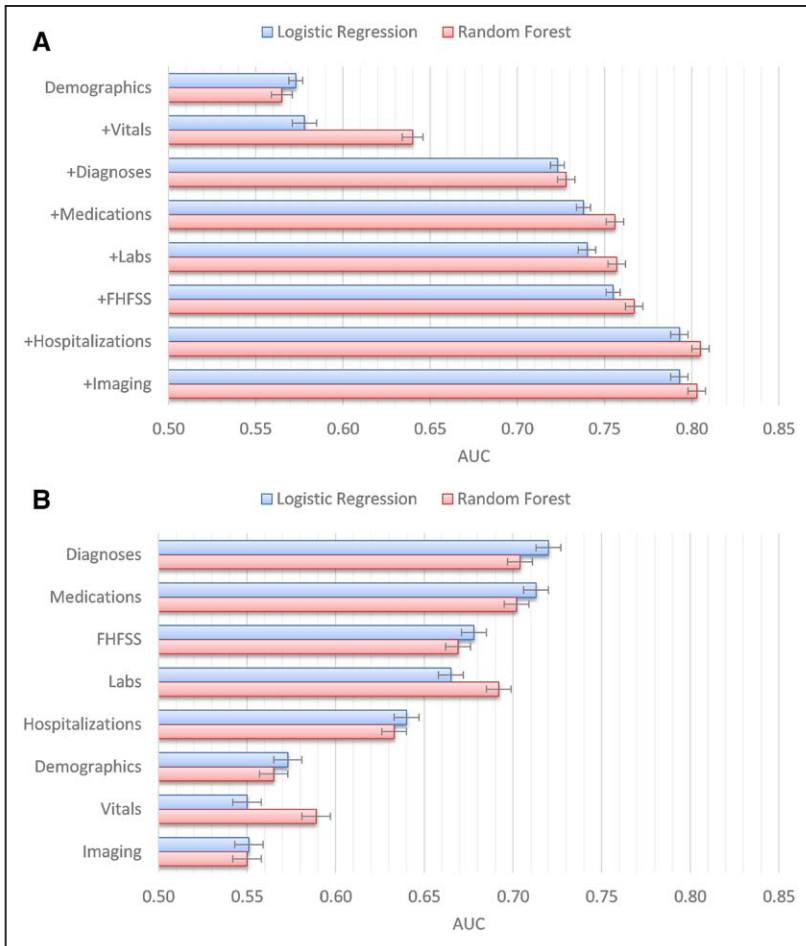 A
Logistic Regression Random Forest
Demographics
+Vitals
+Diagnoses
+Medications
+Labs
+FHFSS
+Hospitalizations
+Imaging
0.50 0.55 0.60 0.65 0.70 0.75 0.80 0.85
AUC
B
Logistic Regression Random Forest
Diagnoses
Medications
FHFSS
Labs
Hospitalizations
Demographics
Vitals
Imaging
0.50 0.55 0.60 0.65 0.70 0.75 0.80 0.85
AUC